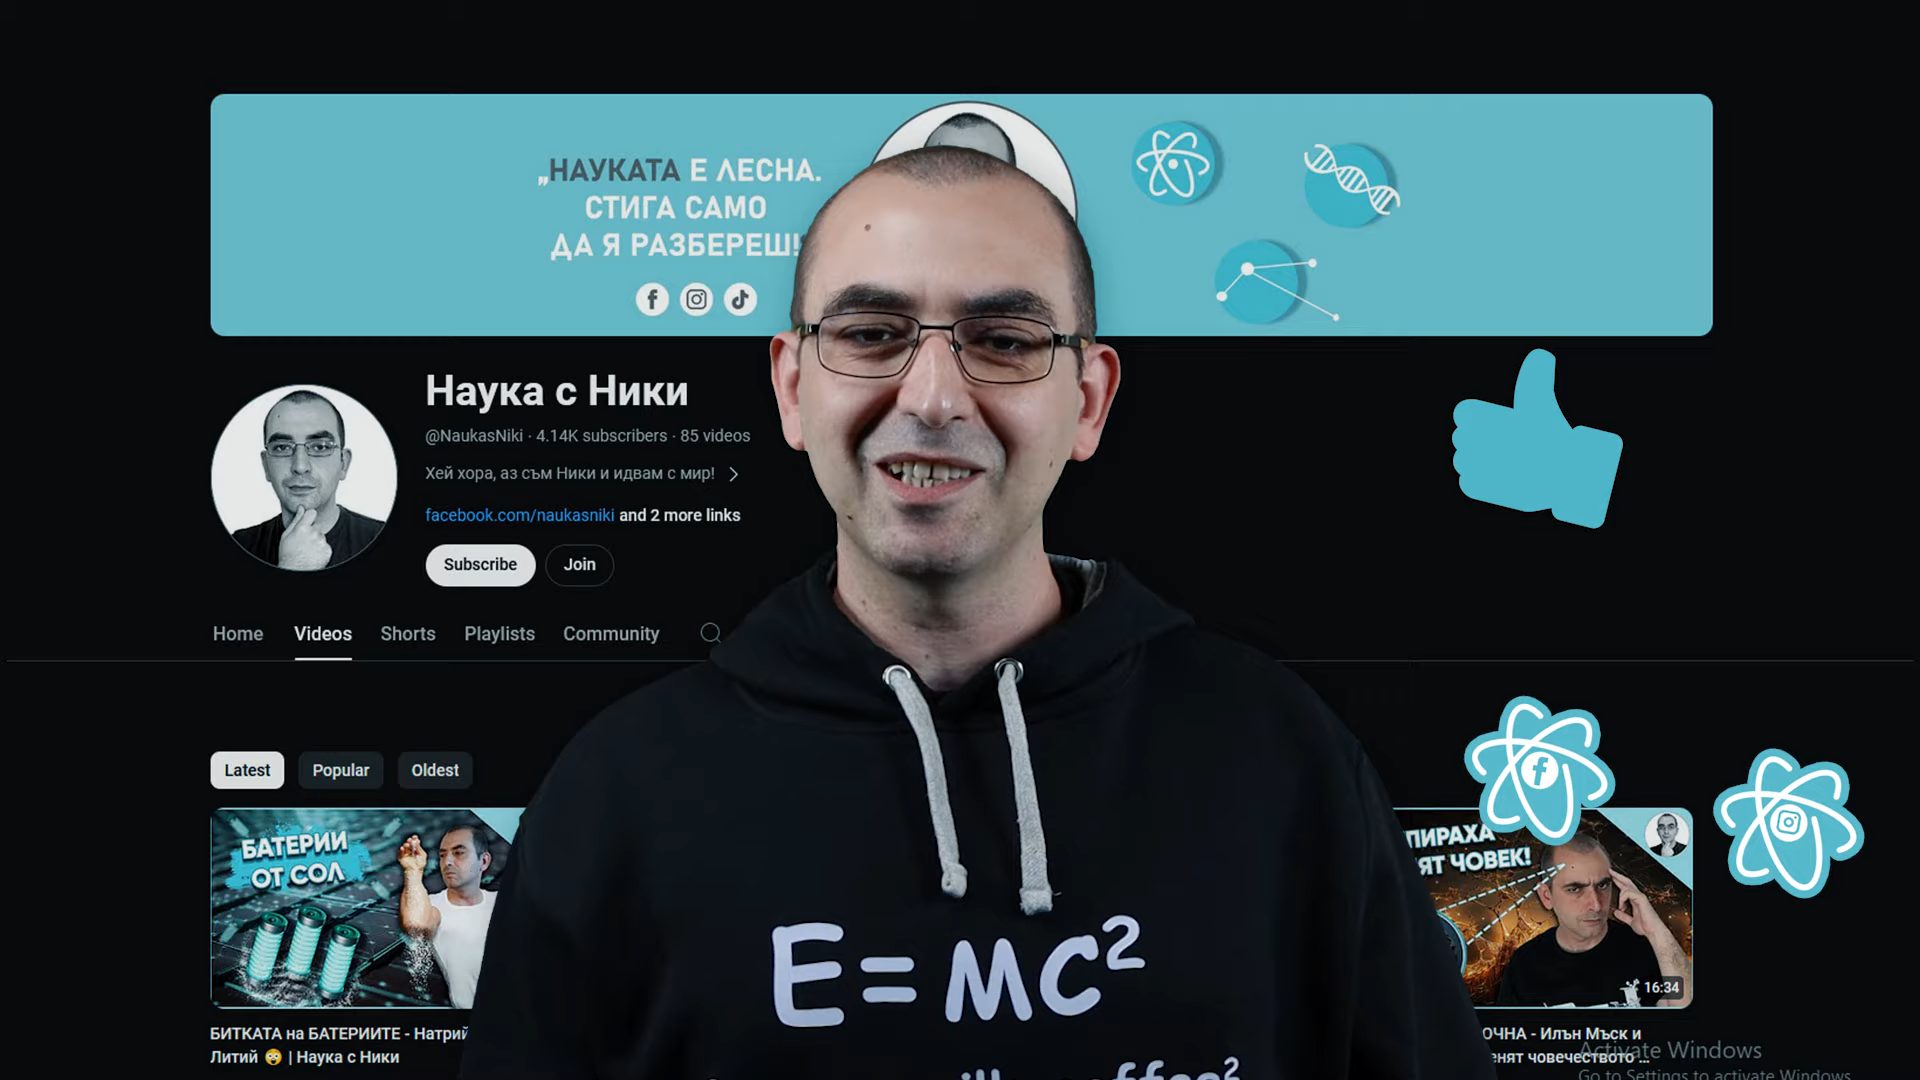 „НАУКАТА Е ЛЕСНА.
СТИГА САМО
ДА Я РАЗБЕРЕШ!
Наука с Ники
@NaukasNiki · 4.14K subscribers · 85 videos
Хей хора, аз съм Ники и идвам с мир!
facebook.com/naukasniki and 2 more links
Subscribe Join
Home Videos Shorts Playlists Community
Latest Popular Oldest
БАТЕРИИ
ОТ СОЛ
ЧОВЕК!
16:34
E=MC²
БИТКАТА на БАТЕРИИТЕ - Натрий
Литий 😲 | Наука с Ники
- Илън Мъск и
човечеството ...
Activate Windows
Go to Settings to activate Windows.